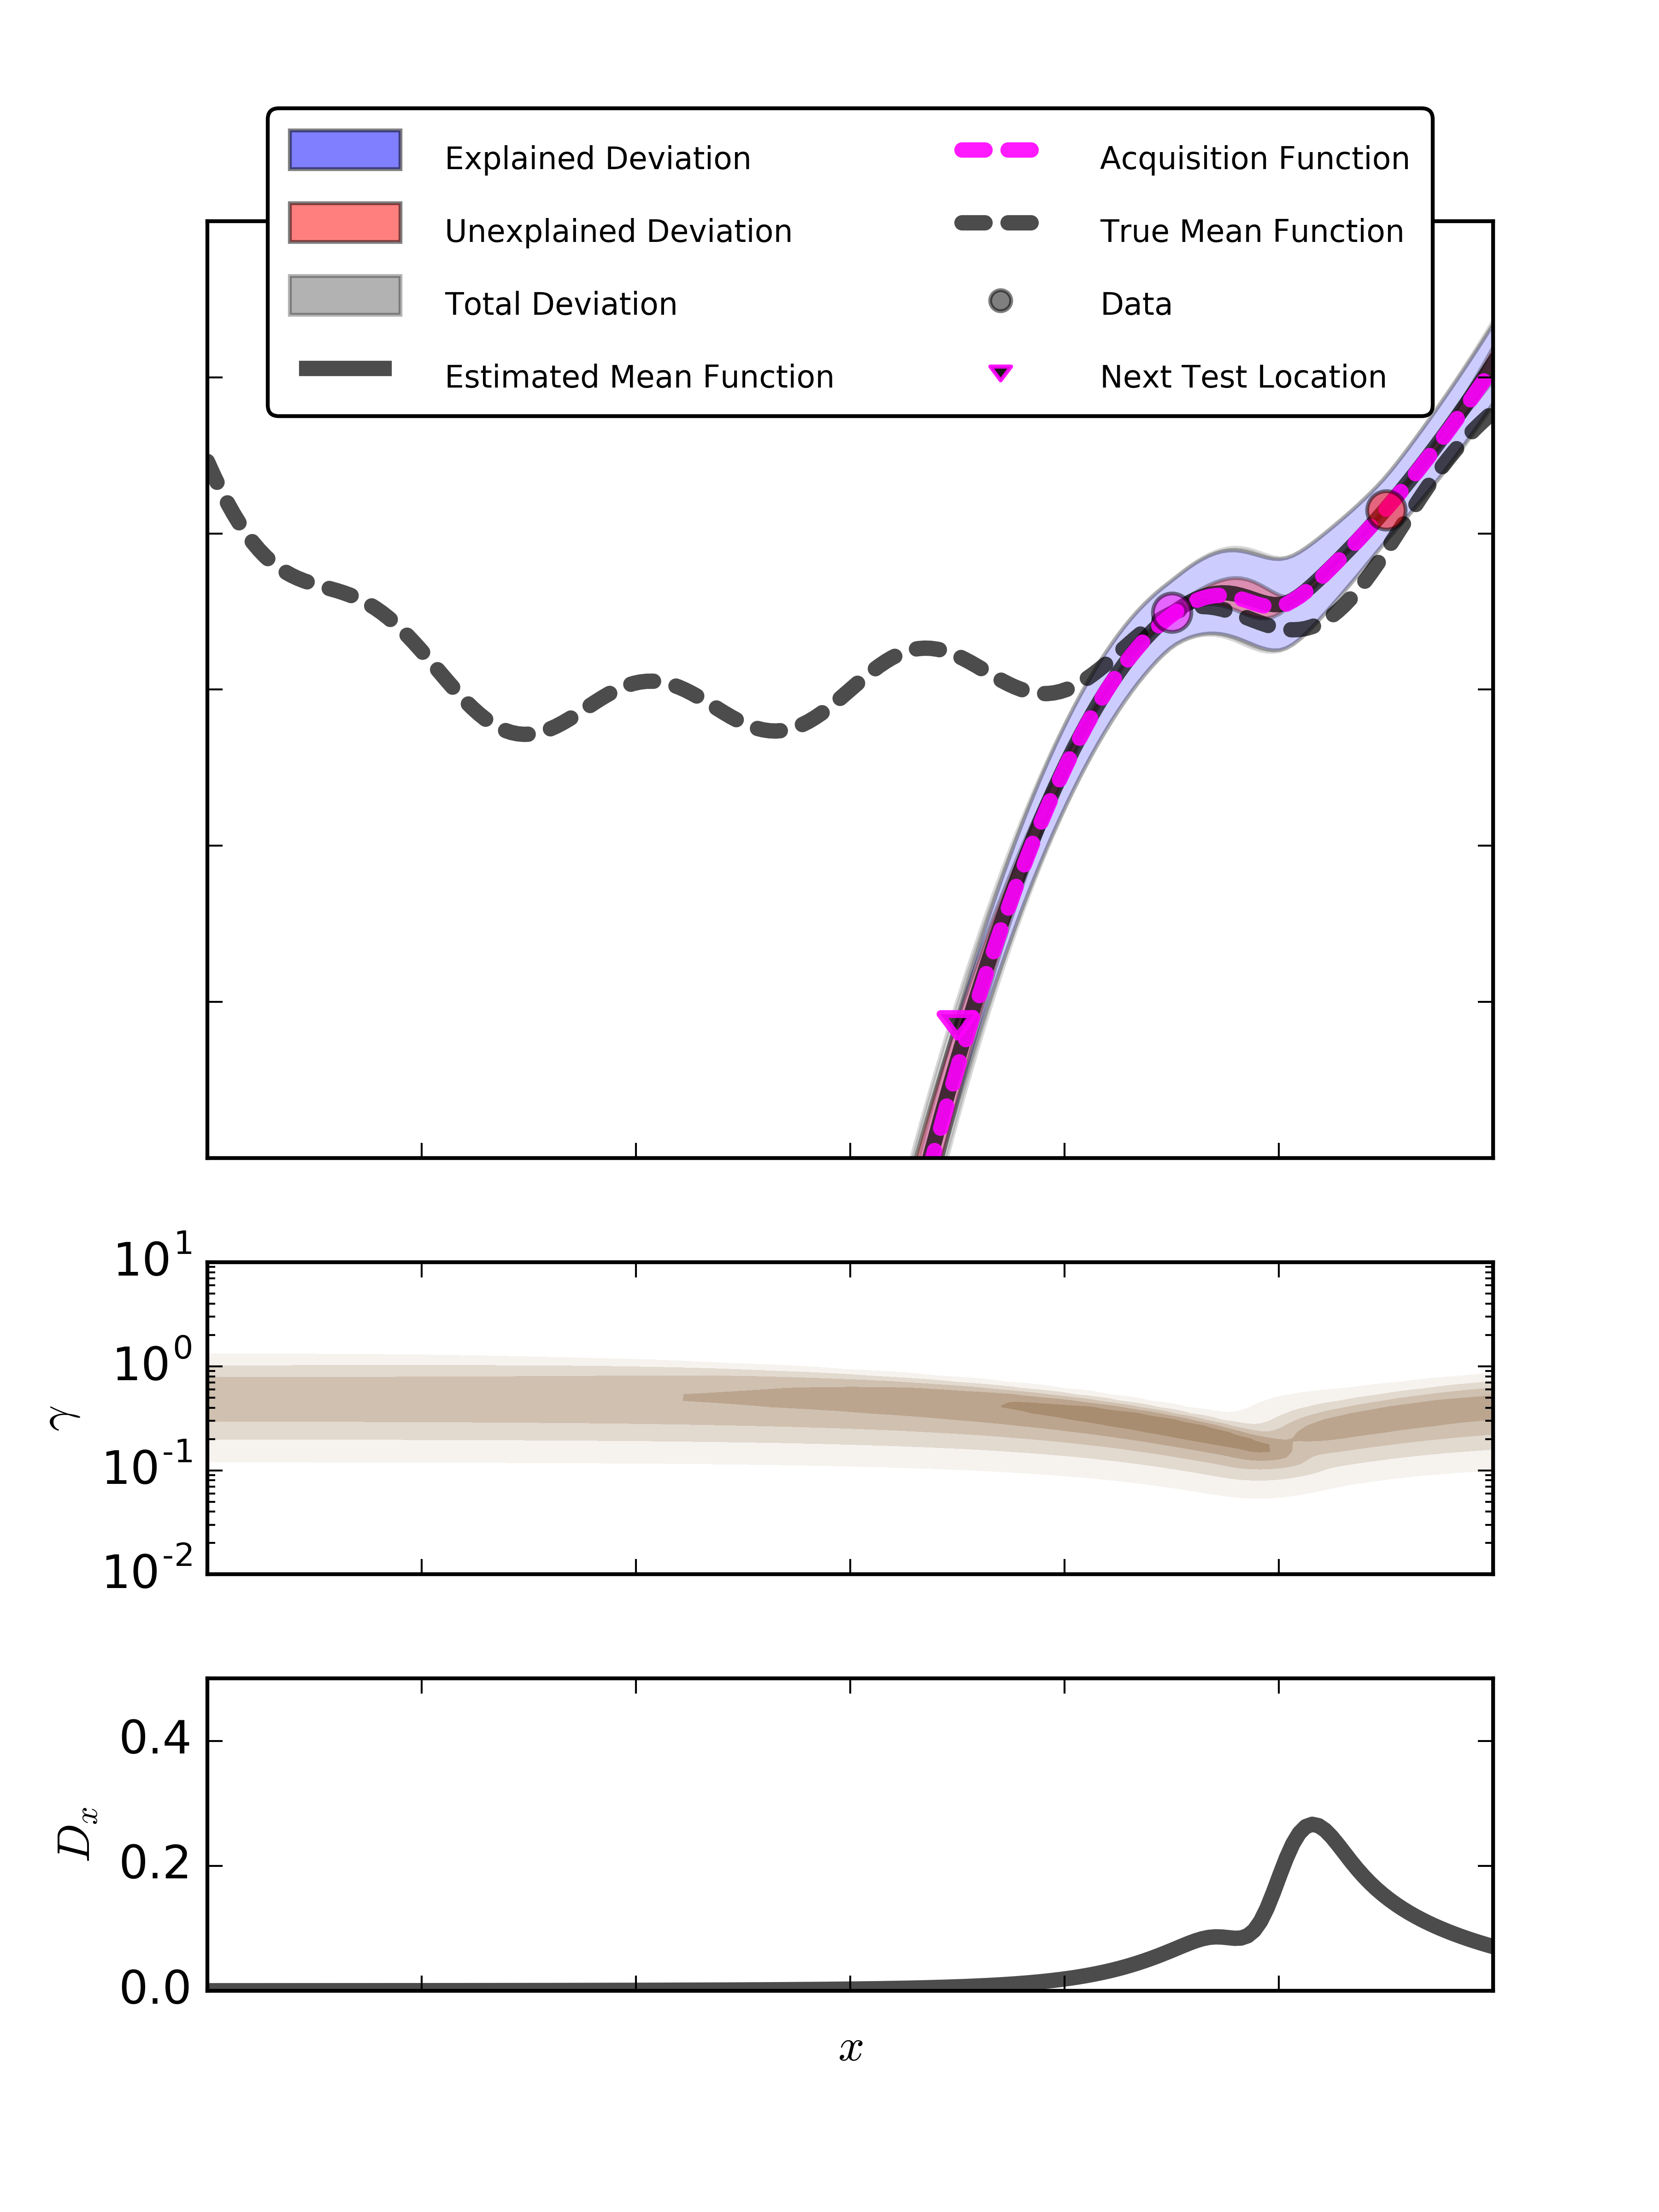 Explained Deviation
Unexplained Deviation
Total Deviation
Estimated Mean Function
Acquisition Function
True Mean Function
Data
Next Test Location
10^1
10^0
10^-1
10^-2
γ
0.4
0.2
0.0
D_x
x